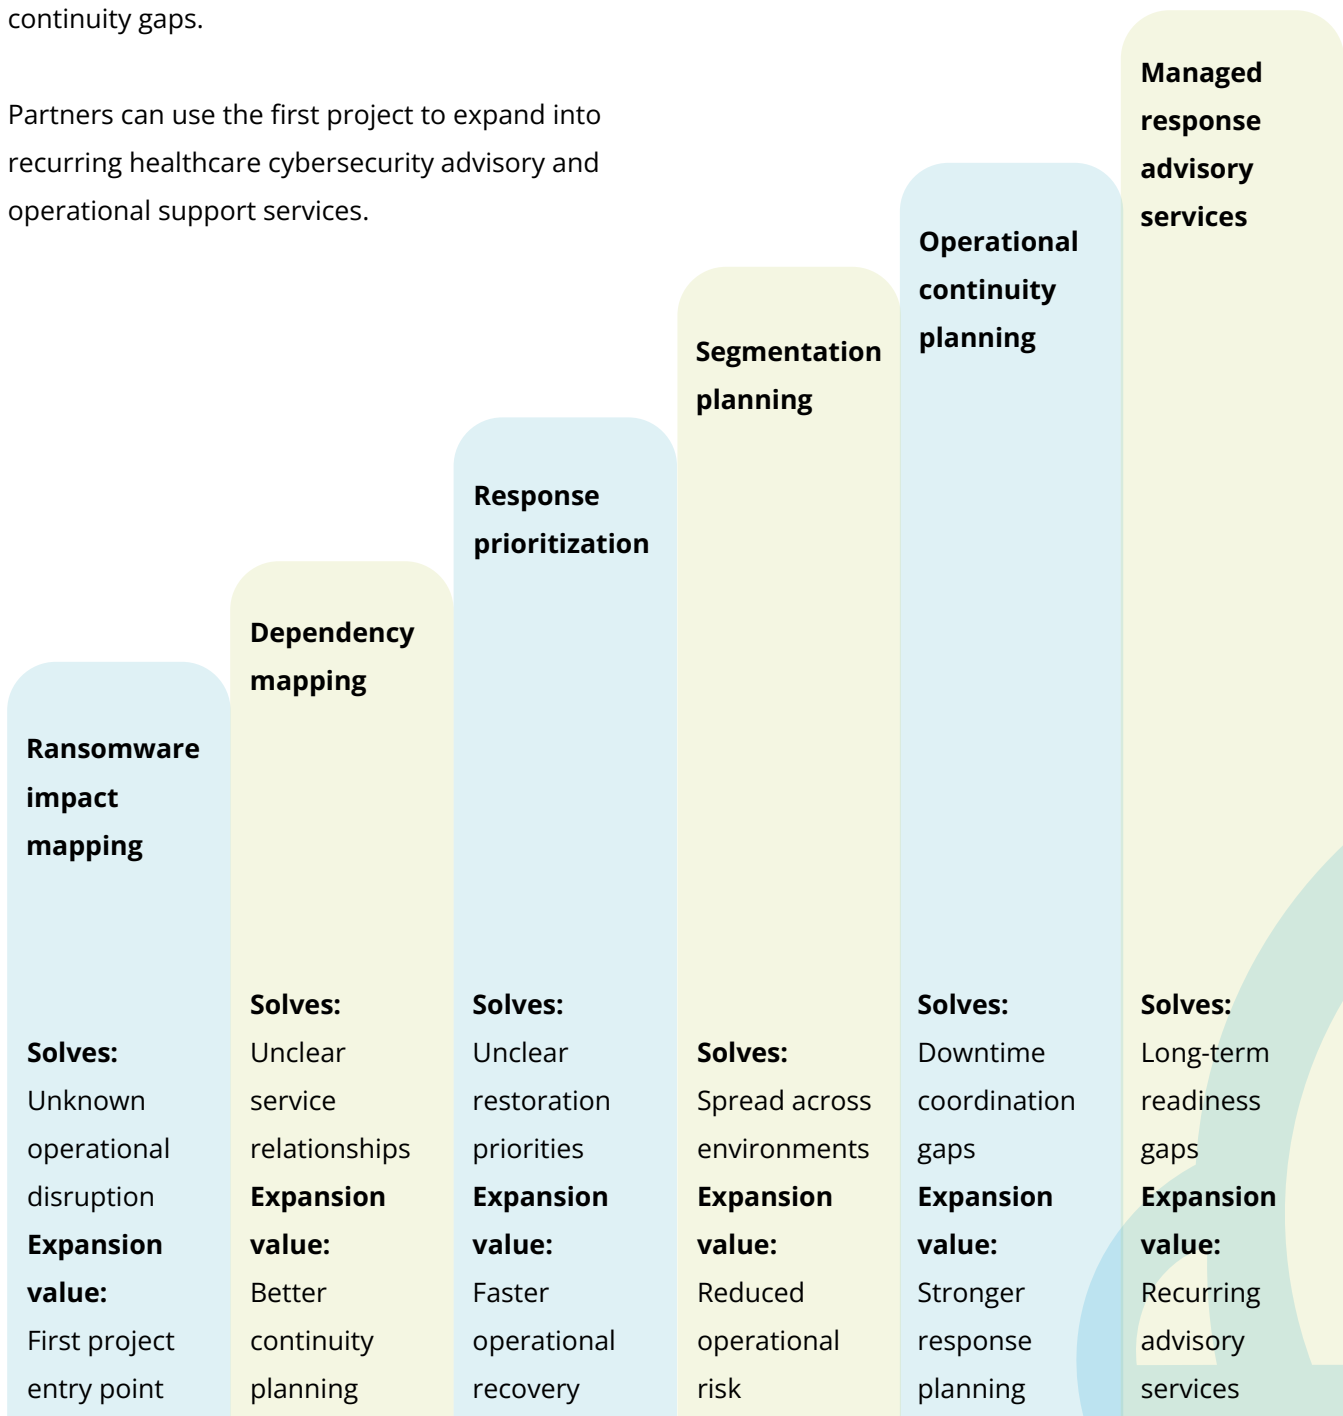 continuity gaps.
Partners can use the first project to expand into
recurring healthcare cybersecurity advisory and
operational support services.
Ransomware
impact
mapping
Solves:
Unknown
operational
disruption
Expansion
value:
First project
entry point
Dependency
mapping
Solves:
Unclear
service
relationships
Expansion
value:
Better
continuity
planning
Response
prioritization
Solves:
Unclear
restoration
priorities
Expansion
value:
Faster
operational
recovery
Segmentation
planning
Solves:
Spread across
environments
Expansion
value:
Reduced
operational
risk
Operational
continuity
planning
Solves:
Downtime
coordination
gaps
Expansion
value:
Stronger
response
planning
Managed
response
advisory
services
Solves:
Long-term
readiness
gaps
Expansion
value:
Recurring
advisory
services